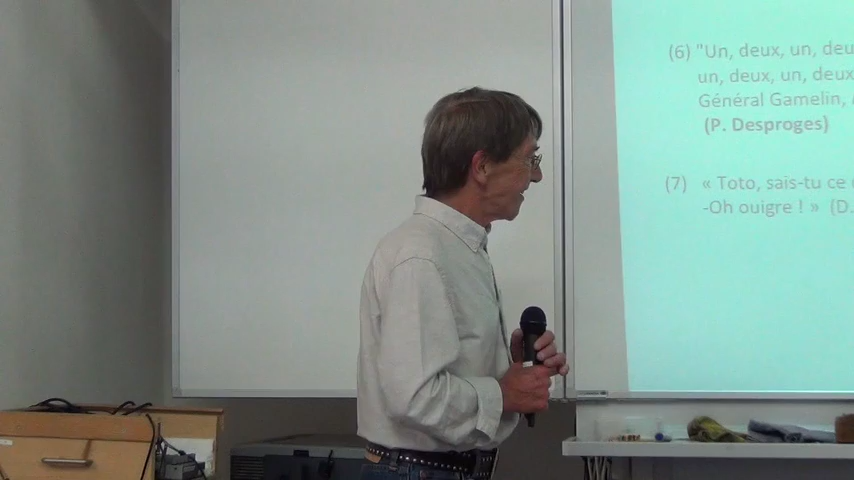 (6) "Un, deux, un, deu
un, deux, un, deux
Général Gamelin,
(P. Desproges)
(7) « Toto, sais-tu ce
-Oh ouigre ! » (D.